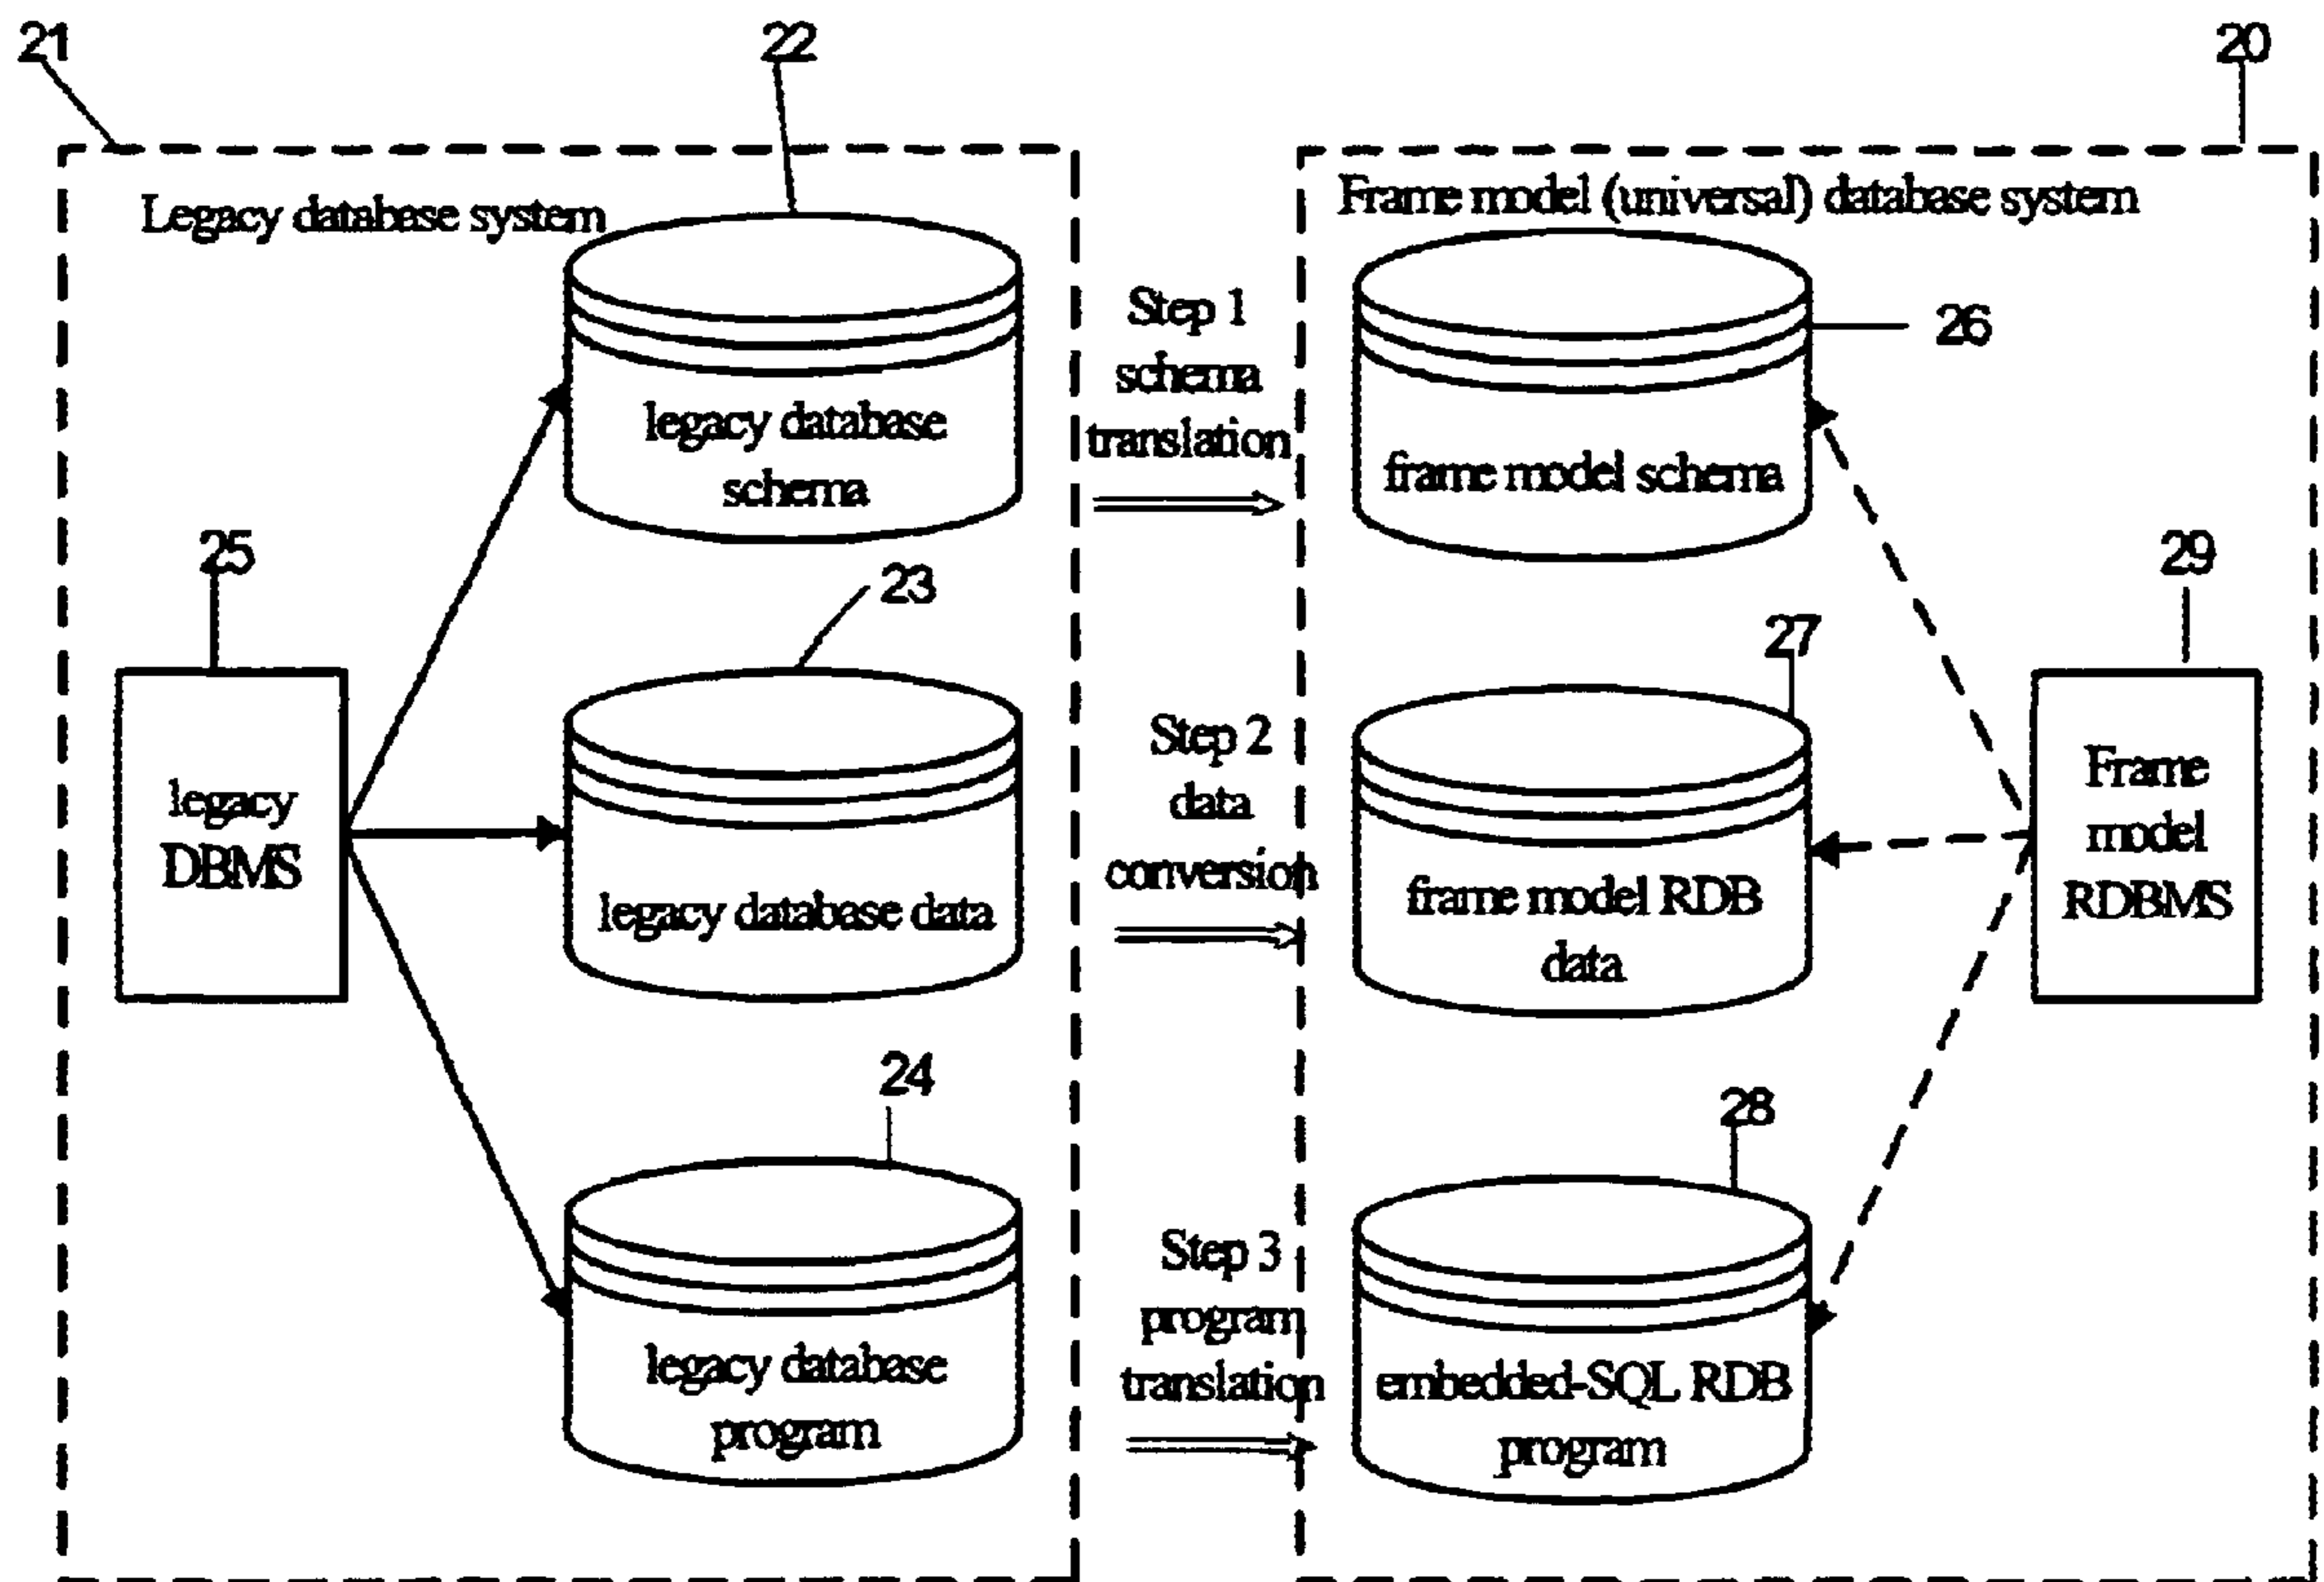 21
22
20
Legacy database system
Frame model (universal) database system
Step 1
schema
translation
26
legacy database
schema
frame model schema
25
23
29
27
legacy
DBMS
Step 2
data
conversion
Frame
model
RDBMS
legacy database data
frame model RDB
data
24
28
Step 3
program
translation
legacy database
program
embedded-SQL RDB
program